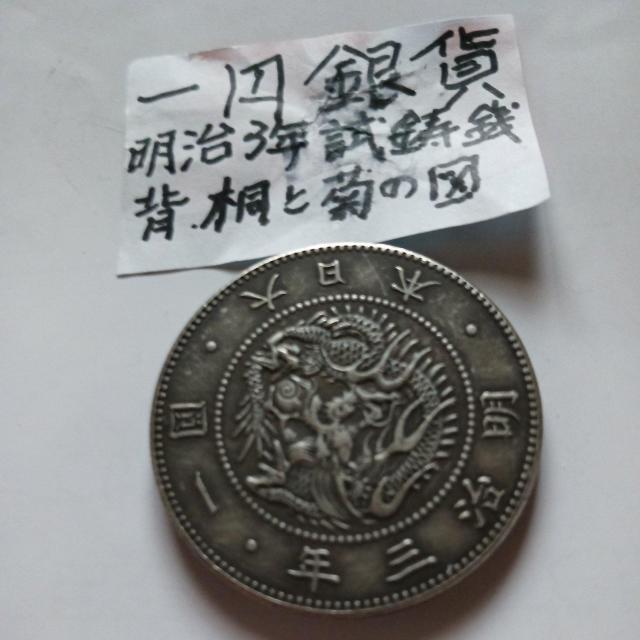 一円銀貨
明治3年試鋳銭
背.桐と菊の図
大日本・明治三年・一圓